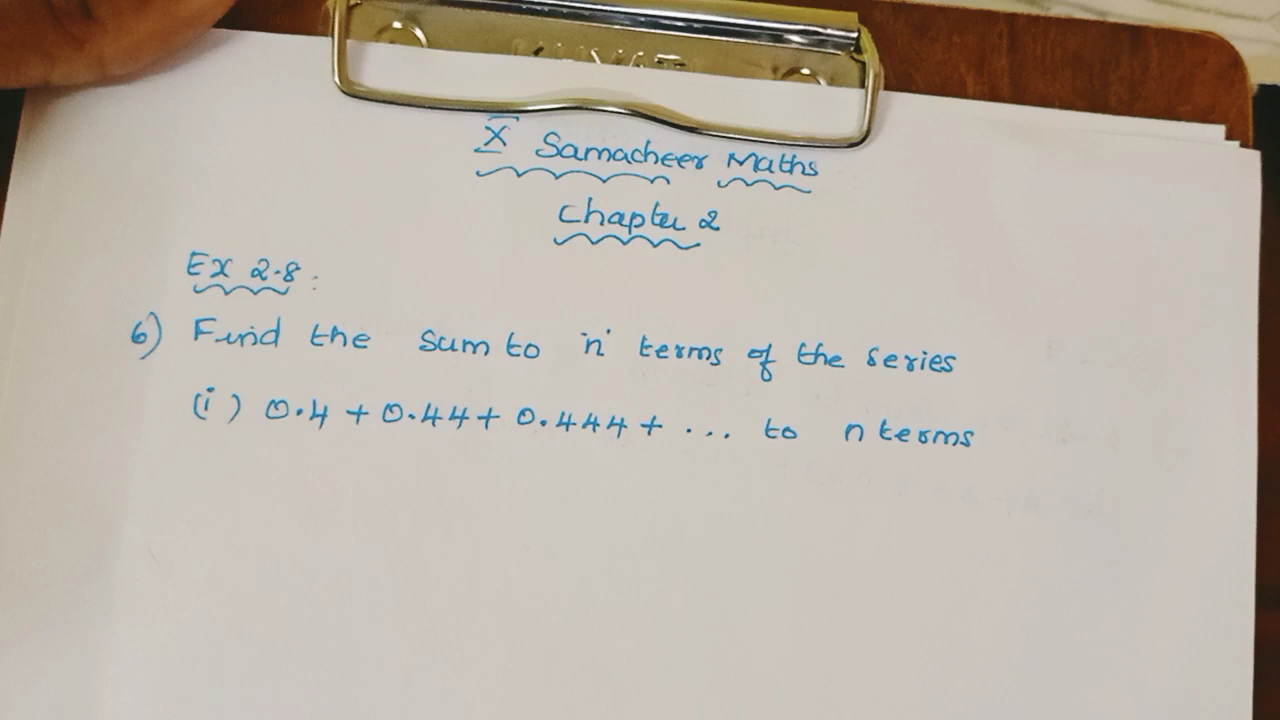 X Samacheer Maths
Chapter 2
Ex 2.8:
6) Find the sum to 'n' terms of the series
(i) 0.4 + 0.44 + 0.444 + ... to n terms